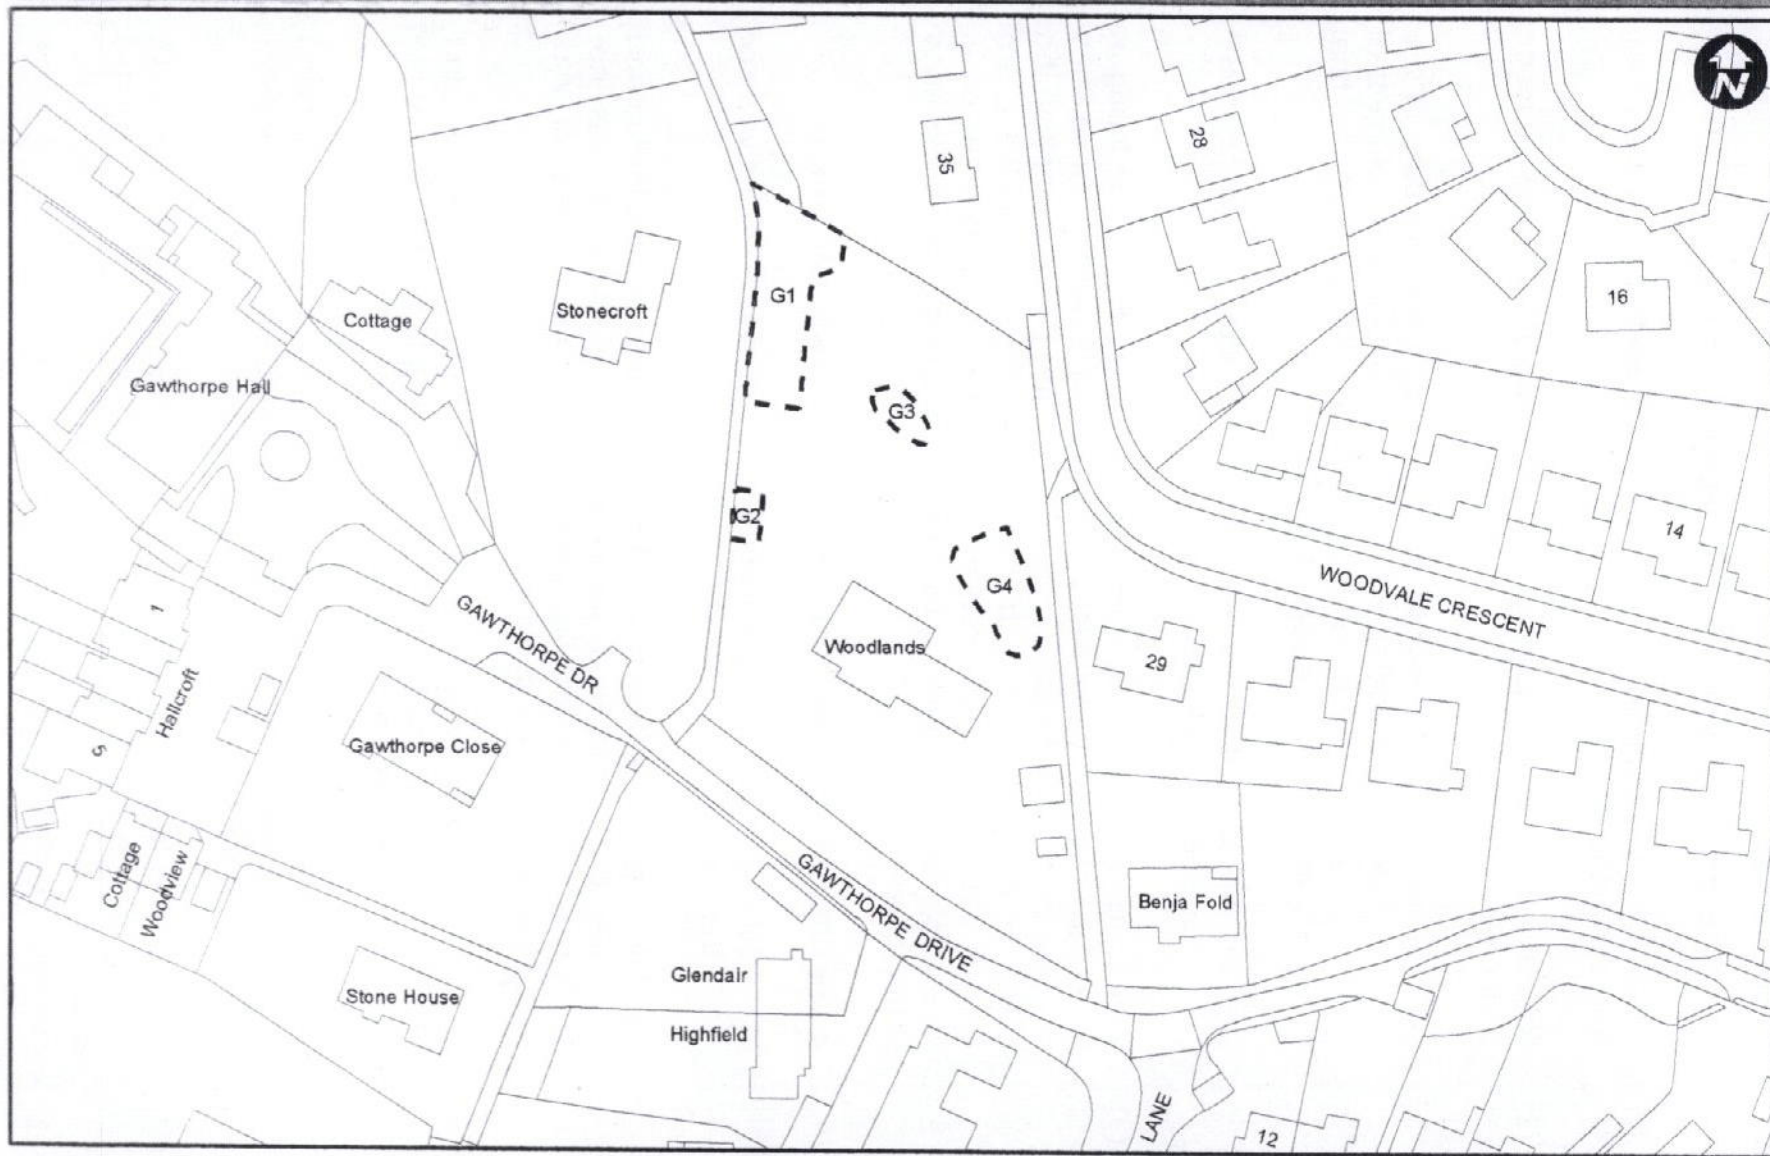 N
28
35
16
G1
Stonecroft
Cottage
Gawthorpe Hall
G3
G2
14
WOODVALE CRESCENT
G4
1
GAWTHORPE DR
Woodlands
29
Hallcroft
5
Gawthorpe Close
Cottage
Woodview
GAWTHORPE DRIVE
Benja Fold
Stone House
Glendair
Highfield
LANE
12